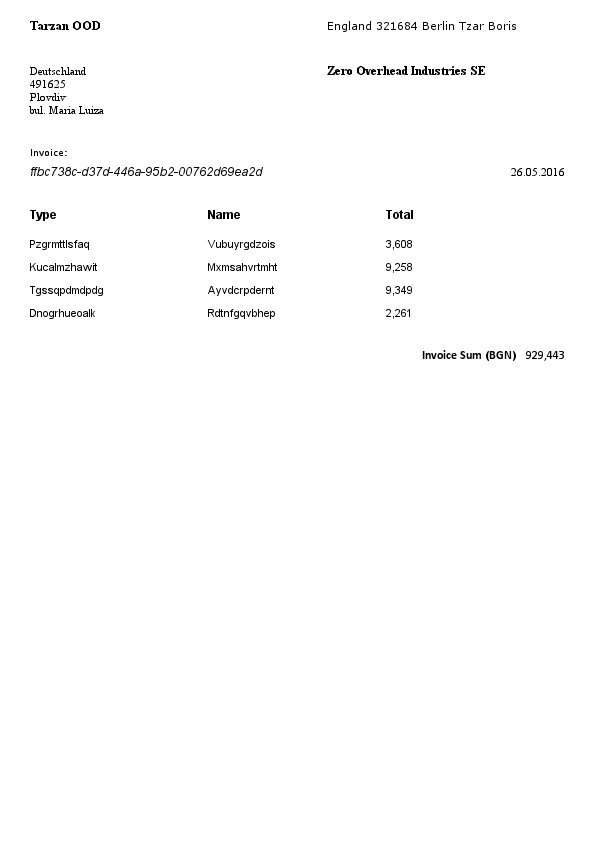 Tarzan OOD
England 321684 Berlin Tzar Boris
Deutschland
491625
Plovdiv
bul. Maria Luiza
Zero Overhead Industries SE
Invoice:
ffbc738c-d37d-446a-95b2-00762d69ea2d
26.05.2016
Type Name Total
Pzgrmttlsfaq Vubuyrgdzois 3,608
Kucalmzhawit Mxmsahvrtmht 9,258
Tgssqpdmdpdg Ayvdcrpdernt 9,349
Dnogrhueoalk Rdtnfgqvbhep 2,261
Invoice Sum (BGN) 929,443